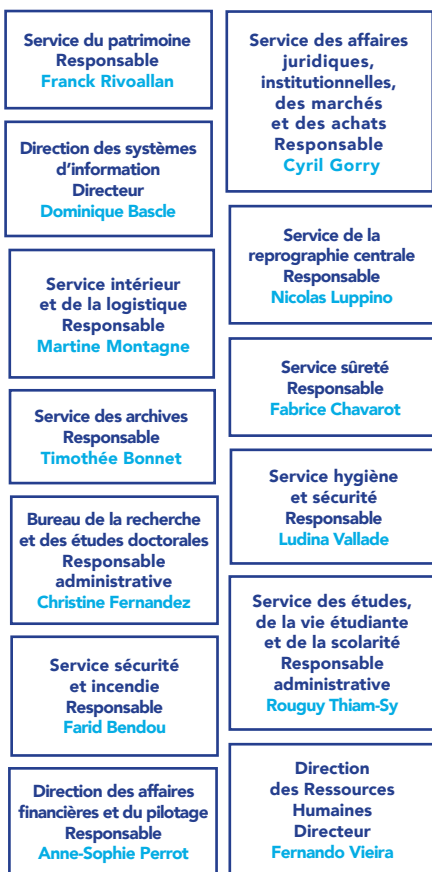 Service du patrimoine
Responsable
Franck Rivoallan
Direction des systèmes
d’information
Directeur
Dominique Bascle
Service intérieur
et de la logistique
Responsable
Martine Montagne
Service des archives
Responsable
Timothée Bonnet
Bureau de la recherche
et des études doctorales
Responsable
administrative
Christine Fernandez
Service sécurité
et incendie
Responsable
Farid Bendou
Direction des affaires
financières et du pilotage
Responsable
Anne-Sophie Perrot
Service des affaires
juridiques,
institutionnelles,
des marchés
et des achats
Responsable
Cyril Gorry
Service de la
reprographie centrale
Responsable
Nicolas Luppino
Service sûreté
Responsable
Fabrice Chavarot
Service hygiène
et sécurité
Responsable
Ludina Vallade
Service des études,
de la vie étudiante
et de la scolarité
Responsable
administrative
Rouguy Thiam-Sy
Direction
des Ressources
Humaines
Directeur
Fernando Vieira